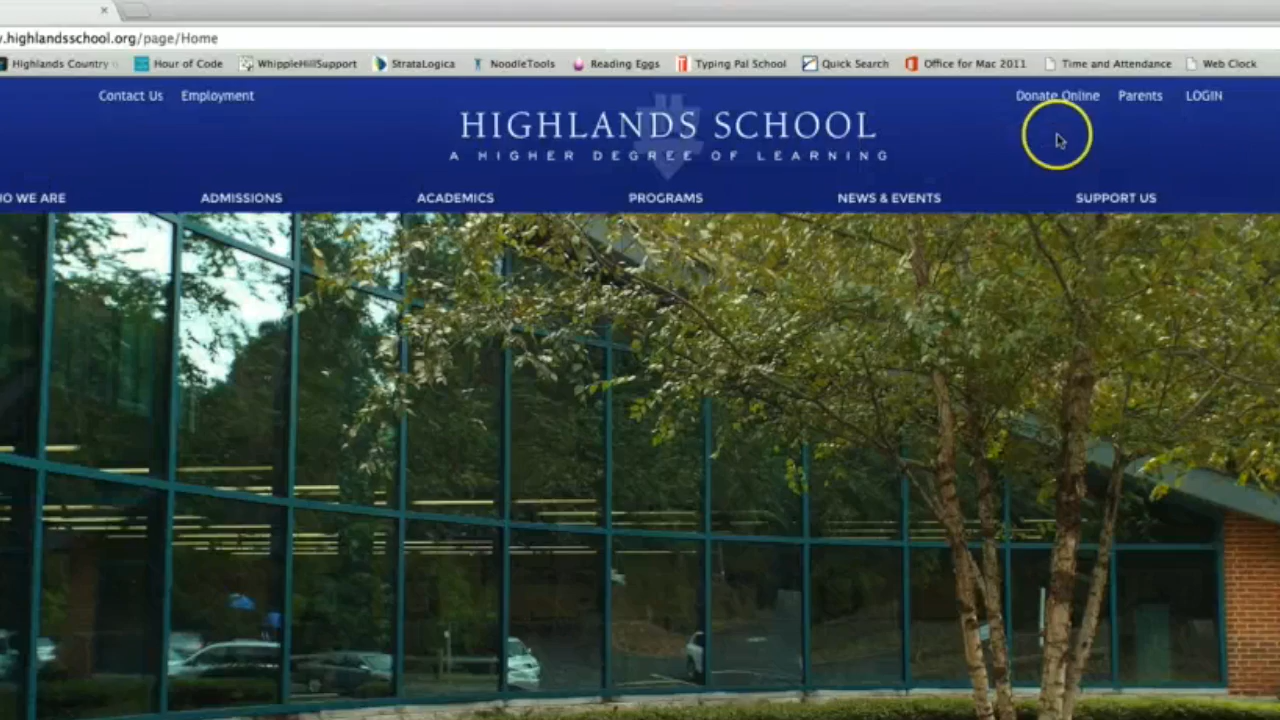 .highlandsschool.org/page/Home
Highlands Country
Hour of Code
WhippleHillSupport
StrataLogica
NoodleTools
Reading Eggs
Typing Pal School
Quick Search
Office for Mac 2011
Time and Attendance
Web Clock
Contact Us
Employment
Donate Online
Parents
LOGIN
HIGHLANDS SCHOOL
A HIGHER DEGREE OF LEARNING
WE ARE
ADMISSIONS
ACADEMICS
PROGRAMS
NEWS & EVENTS
SUPPORT US